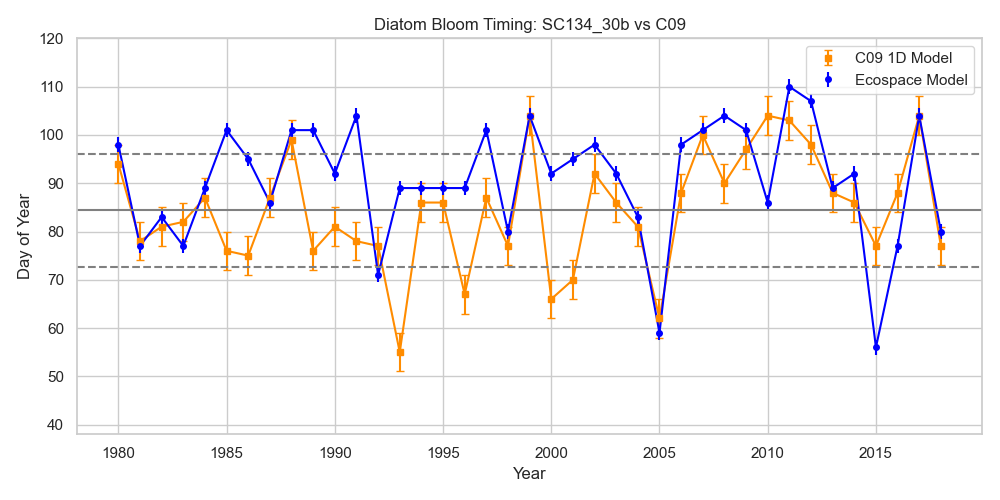 Diatom Bloom Timing: SC134_30b vs C09
120
110
100
90
80
70
60
50
40
Day of Year
C09 1D Model
Ecospace Model
1980 1985 1990 1995 2000 2005 2010 2015
Year